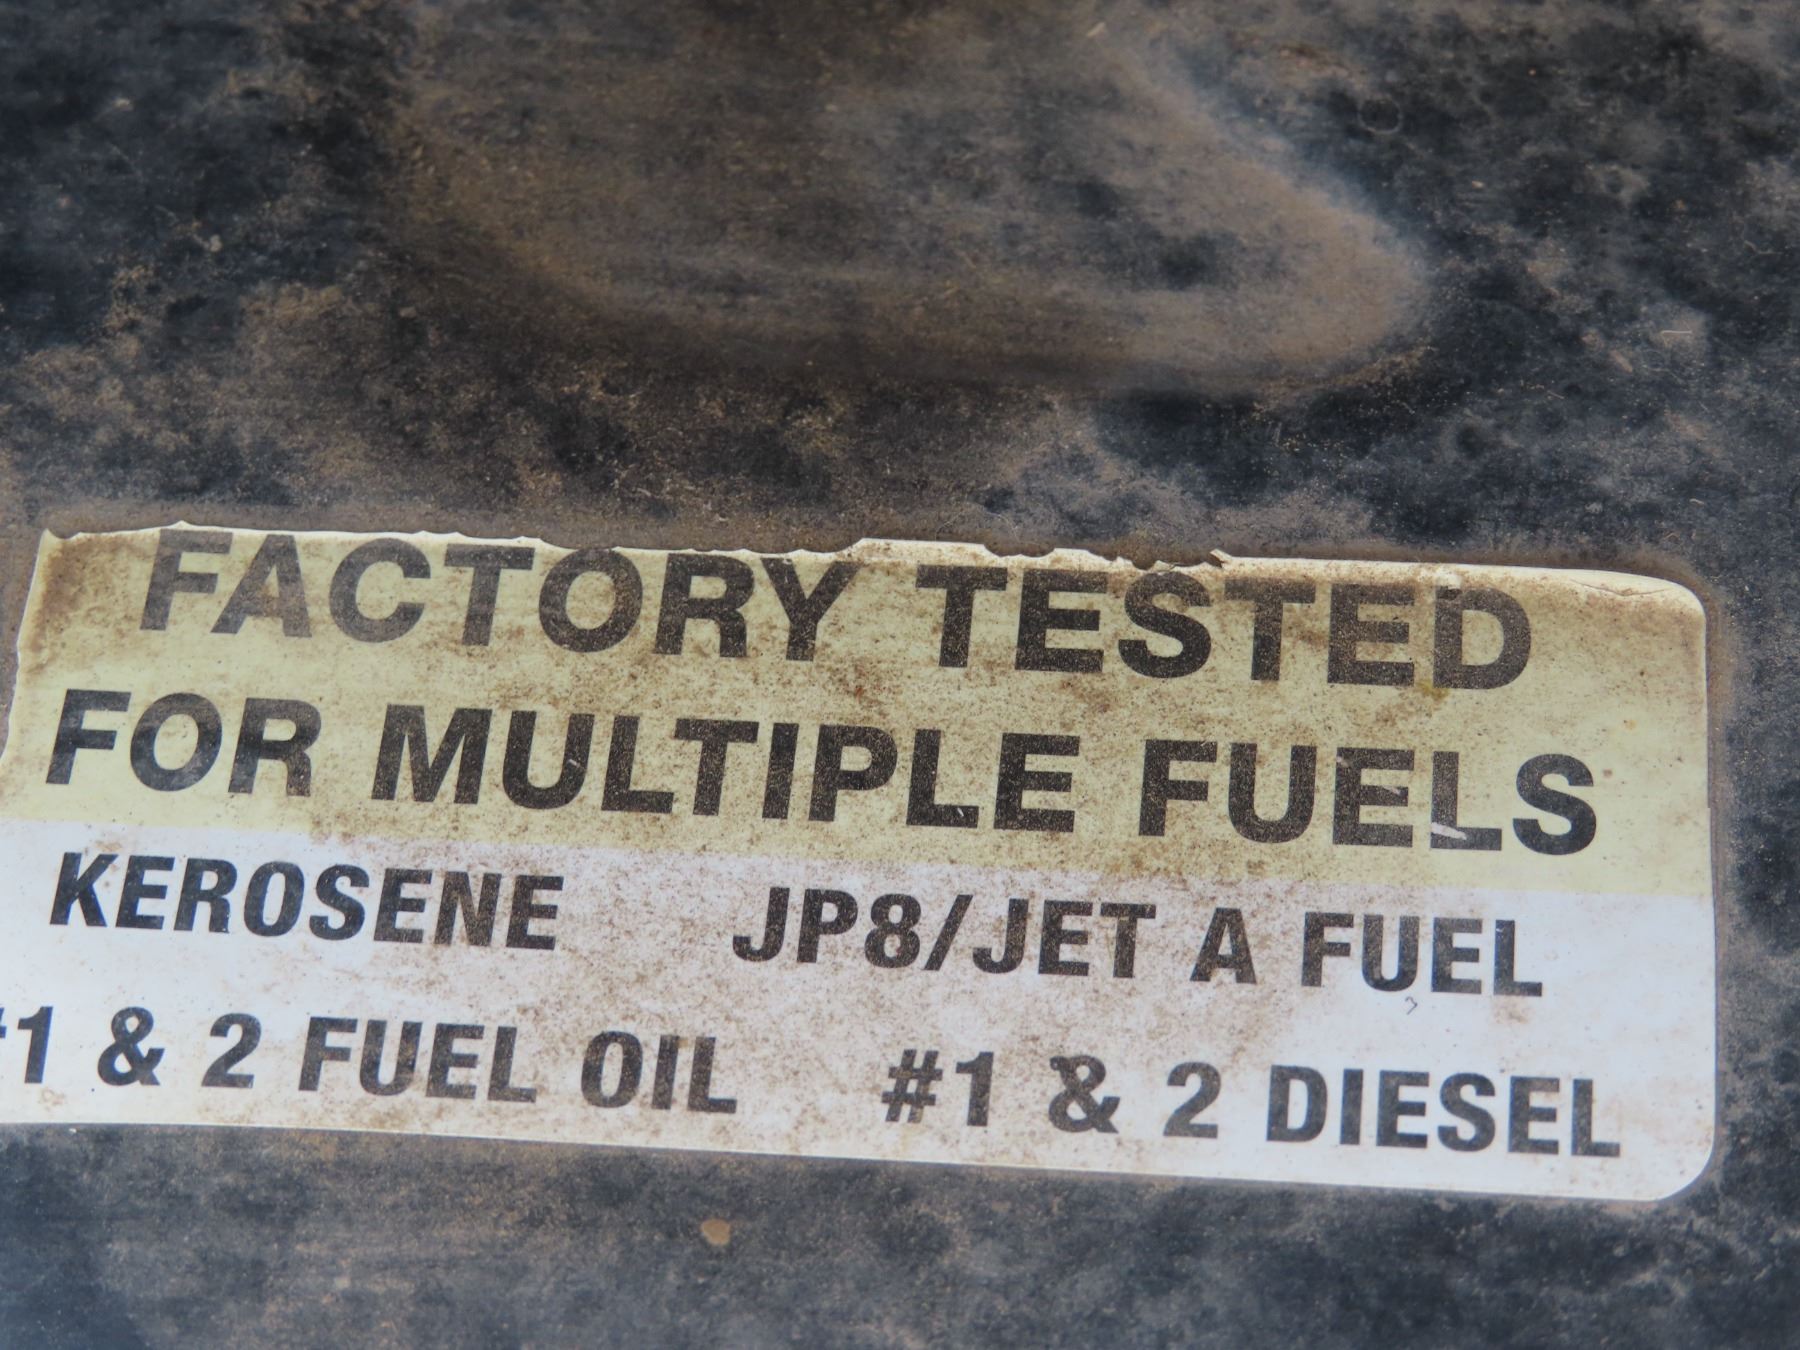 FACTORY TESTED
FOR MULTIPLE FUELS
KEROSENE JP8/JET A FUEL
#1 & 2 FUEL OIL #1 & 2 DIESEL